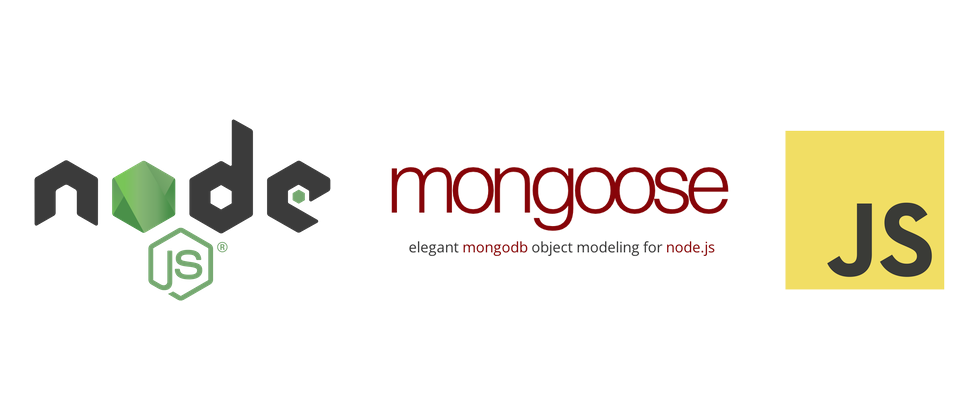 node
JS®
mongoose
elegant mongodb object modeling for node.js
JS